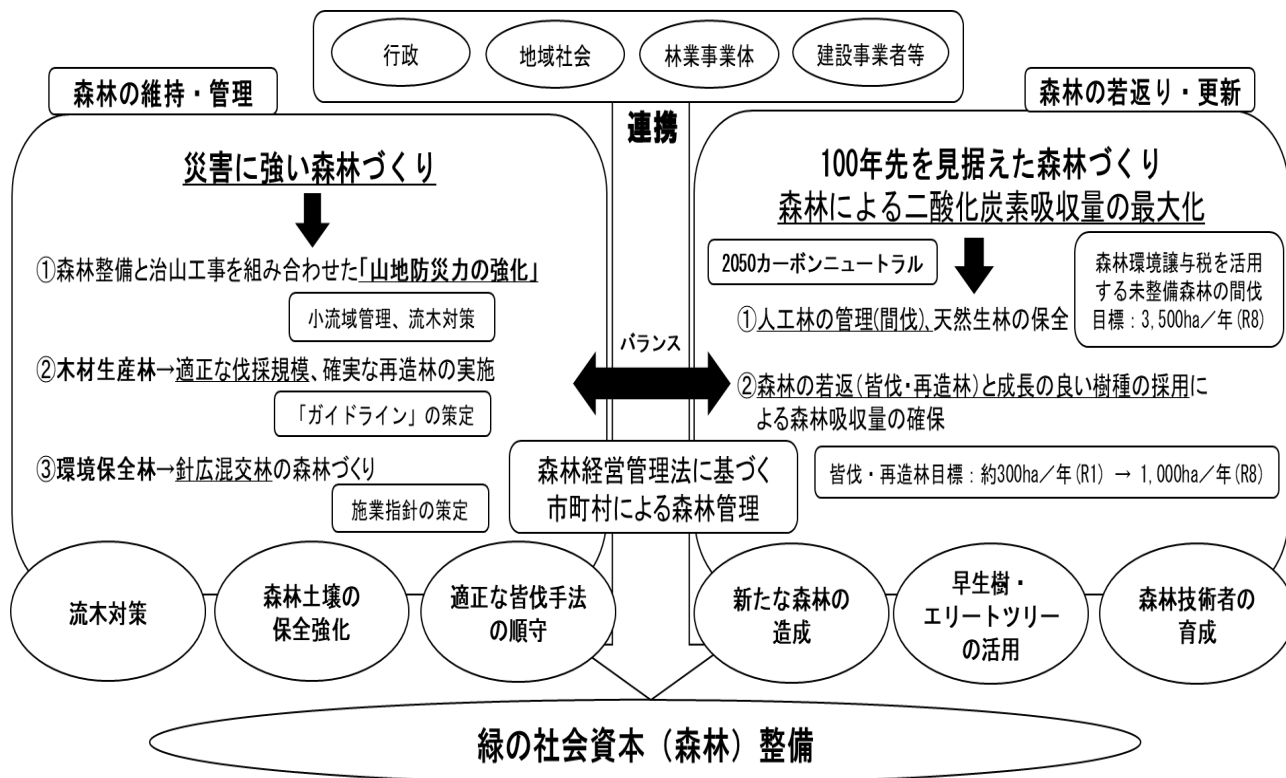 行政
地域社会
林業事業体
建設事業者等
連携
森林の維持・管理
災害に強い森林づくり
①森林整備と治山工事を組み合わせた「山地防災力の強化」
小流域管理、流木対策
②木材生産林→適正な伐採規模、確実な再造林の実施
「ガイドライン」の策定
③環境保全林→針広混交林の森林づくり
施業指針の策定
流木対策
森林土壌の
保全強化
適正な皆伐手法
の順守
バランス
森林経営管理法に基づく
市町村による森林管理
森林の若返り・更新
100年先を見据えた森林づくり
森林による二酸化炭素吸収量の最大化
2050カーボンニュートラル
森林環境譲与税を活用
する未整備森林の間伐
目標：3,500ha／年(R8)
①人工林の管理(間伐)、天然生林の保全
②森林の若返(皆伐・再造林)と成長の良い樹種の採用に
よる森林吸収量の確保
皆伐・再造林目標：約300ha／年(R1) → 1,000ha／年(R8)
新たな森林の
造成
早生樹・
エリートツリー
の活用
森林技術者の
育成
緑の社会資本（森林）整備